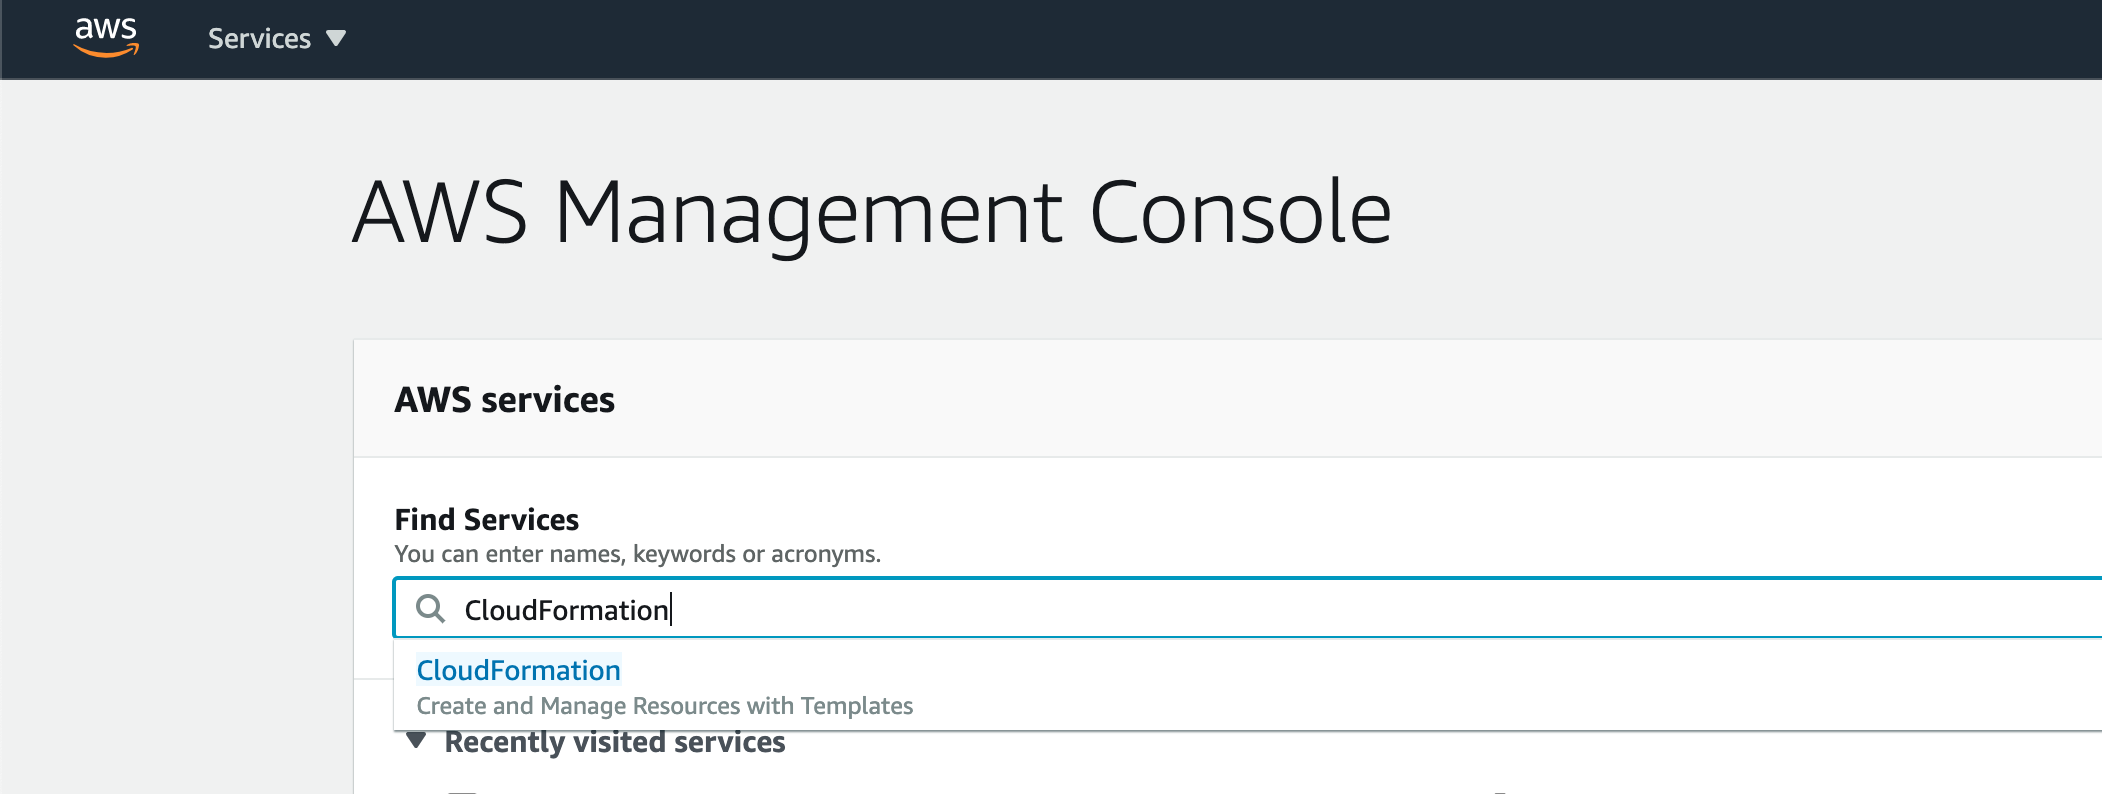 aws Services
AWS Management Console
AWS services
Find Services
You can enter names, keywords or acronyms.
CloudFormation
CloudFormation
Create and Manage Resources with Templates
Recently visited services